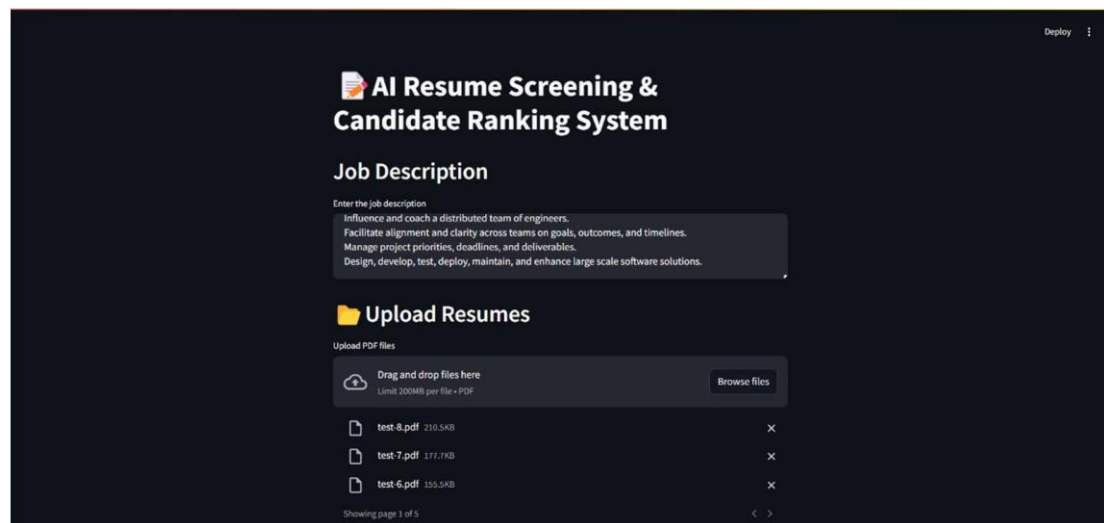 Deploy
AI Resume Screening &
Candidate Ranking System
Job Description
Enter the job description
Influence and coach a distributed team of engineers.
Facilitate alignment and clarity across teams on goals, outcomes, and timelines.
Manage project priorities, deadlines, and deliverables.
Design, develop, test, deploy, maintain, and enhance large scale software solutions.
Upload Resumes
Upload PDF files
Drag and drop files here
Limit 200MB per file • PDF
Browse files
test-8.pdf 210.5KB
test-7.pdf 177.7KB
test-6.pdf 155.5KB
Showing page 1 of 5